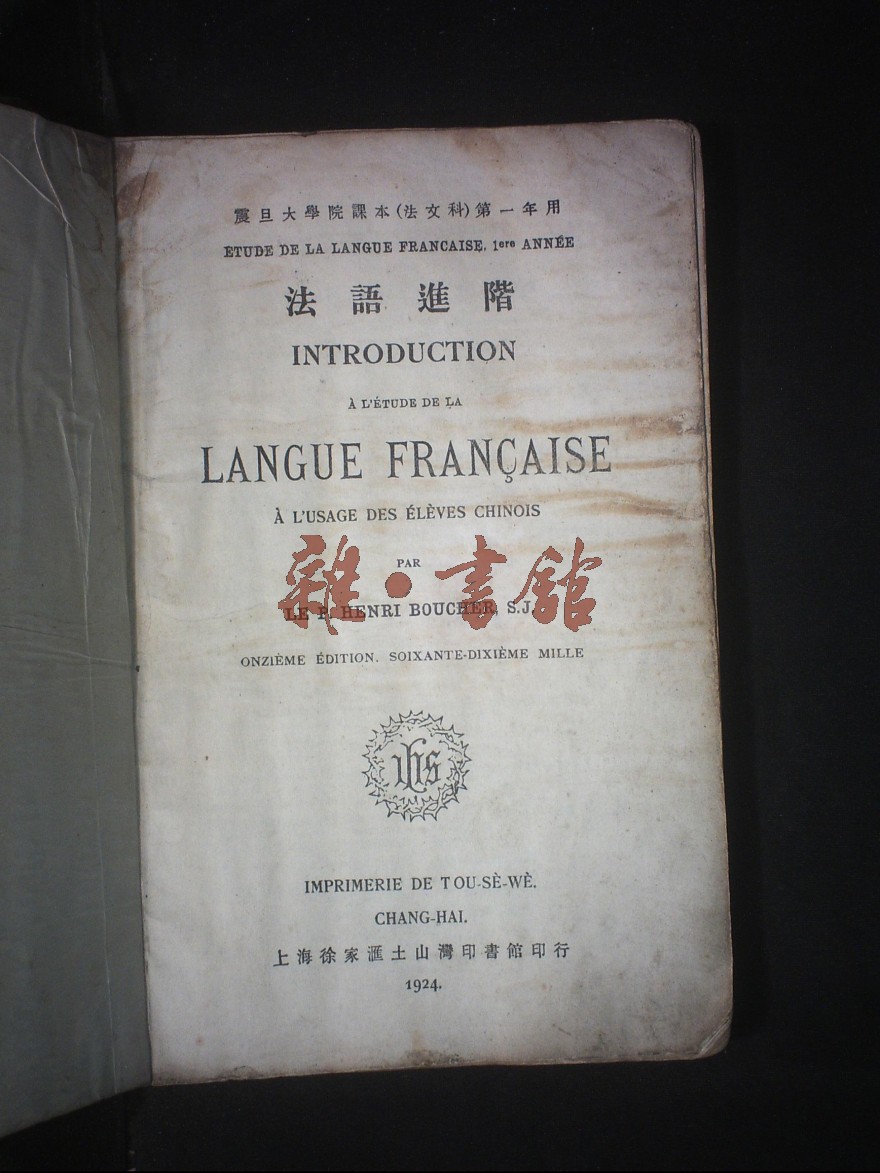 震旦大學院課本(法文科)第一年用
ETUDE DE LA LANGUE FRANCAISE, 1ere ANNÉE
法語進階
INTRODUCTION
À L'ÉTUDE DE LA
LANGUE FRANÇAISE
À L'USAGE DES ÉLÈVES CHINOIS
PAR
雜·書館
LE P. HENRI BOUCHER, S.J.
ONZIÈME ÉDITION. SOIXANTE-DIXIÈME MILLE
IHS
IMPRIMERIE DE TOU-SÈ-WÈ.
CHANG-HAI.
上海徐家滙土山灣印書館印行
1924.